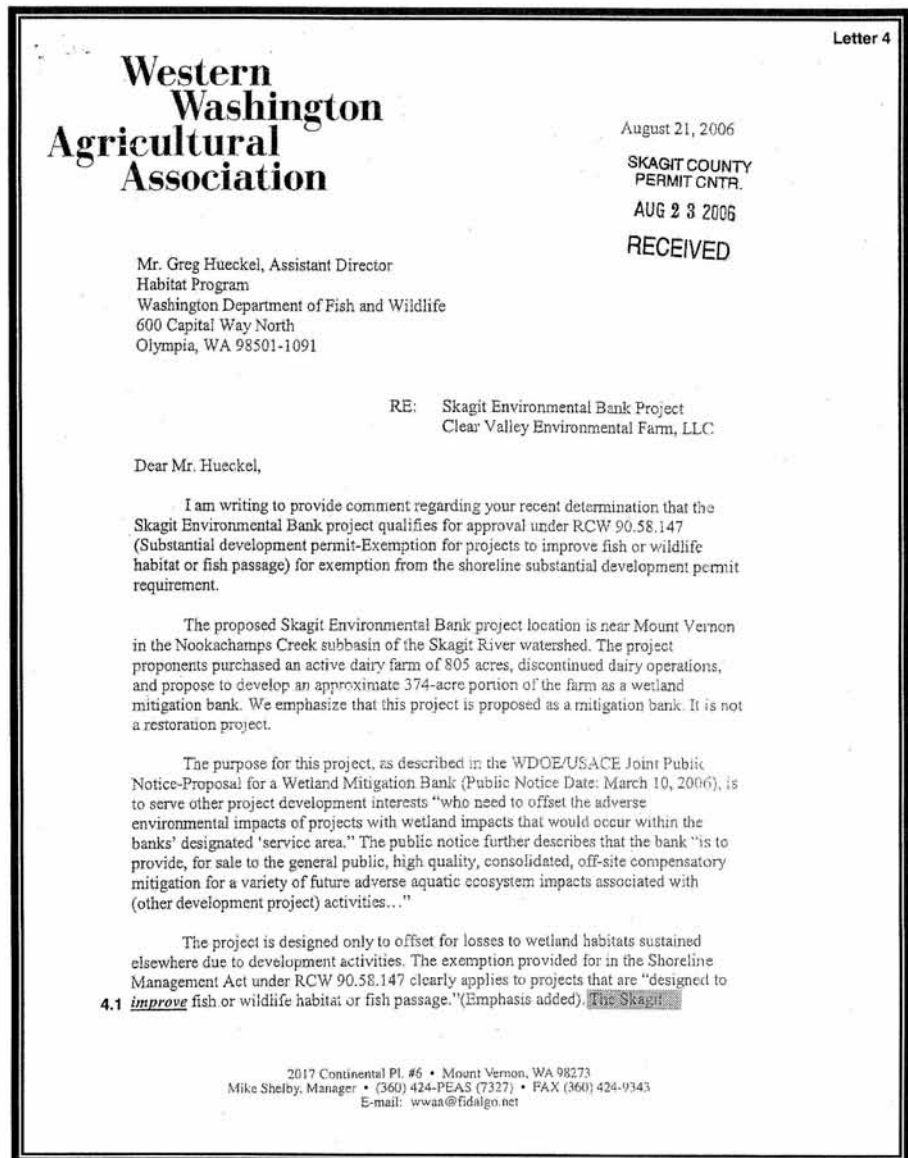 Letter 4
Western
Washington
Agricultural
Association
August 21, 2006
SKAGIT COUNTY
PERMIT CNTR.
AUG 23 2006
RECEIVED
Mr. Greg Hueckel, Assistant Director
Habitat Program
Washington Department of Fish and Wildlife
600 Capital Way North
Olympia, WA 98501-1091
RE: Skagit Environmental Bank Project
Clear Valley Environmental Farm, LLC
Dear Mr. Hueckel,
I am writing to provide comment regarding your recent determination that the
Skagit Environmental Bank project qualifies for approval under RCW 90.58.147
(Substantial development permit-Exemption for projects to improve fish or wildlife
habitat or fish passage) for exemption from the shoreline substantial development permit
requirement.
The proposed Skagit Environmental Bank project location is near Mount Vernon
in the Nookachamps Creek subbasin of the Skagit River watershed. The project
proponents purchased an active dairy farm of 805 acres, discontinued dairy operations,
and propose to develop an approximate 374-acre portion of the farm as a wetland
mitigation bank. We emphasize that this project is proposed as a mitigation bank. It is not
a restoration project.
The purpose for this project, as described in the WDOE/USACE Joint Public
Notice-Proposal for a Wetland Mitigation Bank (Public Notice Date: March 10, 2006), is
to serve other project development interests “who need to offset the adverse
environmental impacts of projects with wetland impacts that would occur within the
banks’ designated ‘service area.” The public notice further describes that the bank “is to
provide, for sale to the general public, high quality, consolidated, off-site compensatory
mitigation for a variety of future adverse aquatic ecosystem impacts associated with
(other development project) activities…”
The project is designed only to offset for losses to wetland habitats sustained
elsewhere due to development activities. The exemption provided for in the Shoreline
Management Act under RCW 90.58.147 clearly applies to projects that are “designed to
4.1 improve fish or wildlife habitat or fish passage.”(Emphasis added). The Skagit
2017 Continental Pl. #6 • Mount Vernon, WA 98273
Mike Shelby, Manager • (360) 424-PEAS (7327) • FAX (360) 424-9343
E-mail: wwaa@fidalgo.net